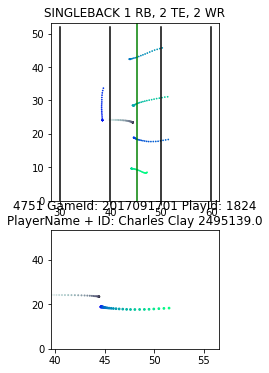 SINGLEBACK 1 RB, 2 TE, 2 WR
50
40
30
20
10
0
30 40 50 60
4751 GameId: 2017091701 PlayId: 1824
PlayerName + ID: Charles Clay 2495139.0
40
20
0
40 45 50 55